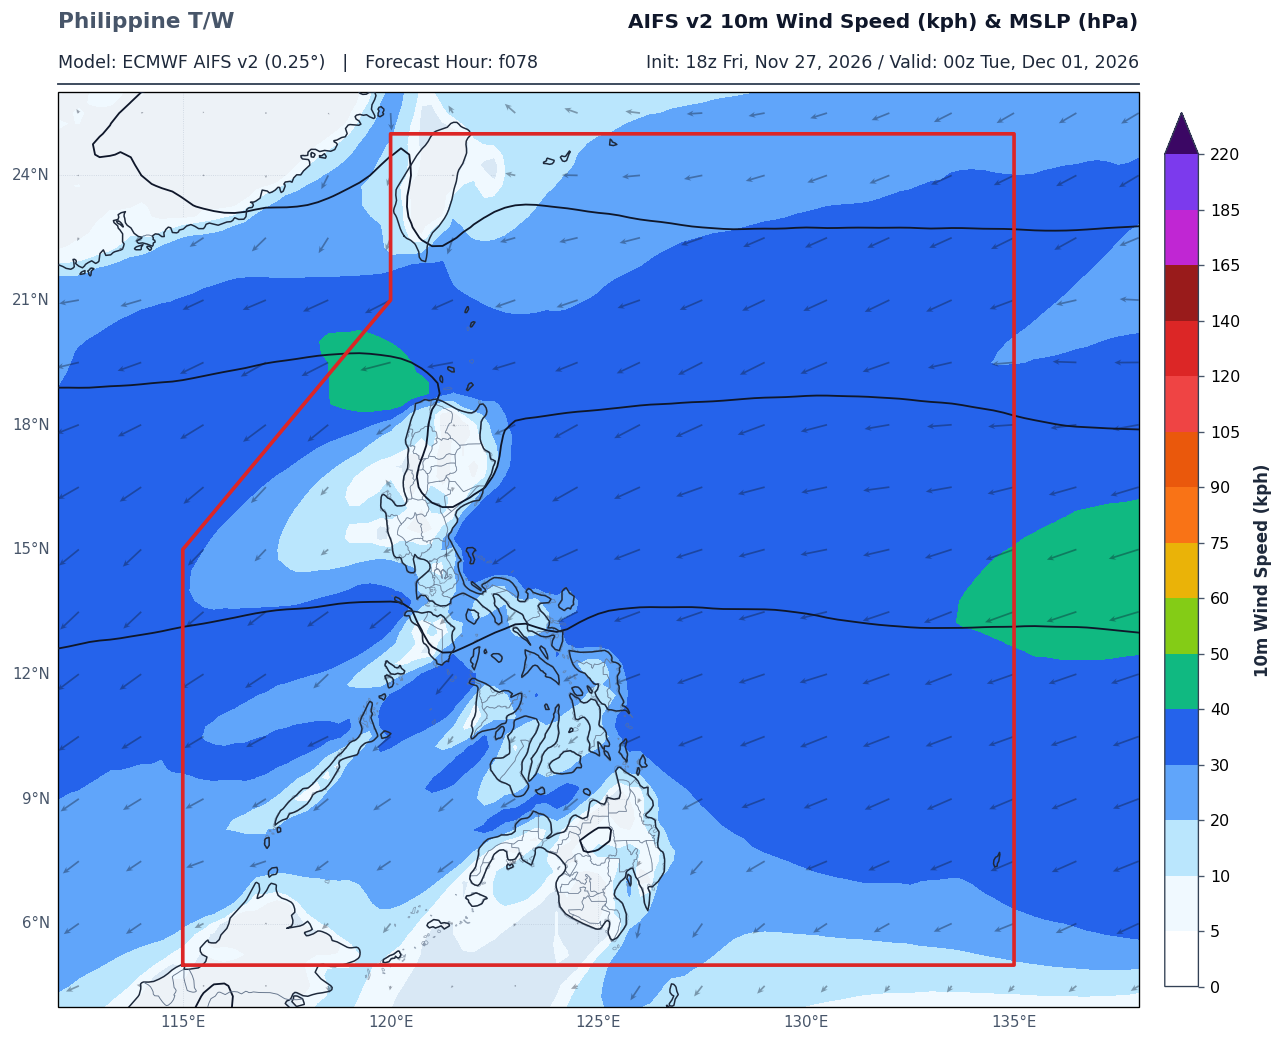 Philippine T/W
AIFS v2 10m Wind Speed (kph) & MSLP (hPa)
Model: ECMWF AIFS v2 (0.25°) | Forecast Hour: f078
Init: 18z Fri, Nov 27, 2026 / Valid: 00z Tue, Dec 01, 2026
24°N
21°N
18°N
15°N
12°N
9°N
6°N
115°E
120°E
125°E
130°E
135°E
220
185
165
140
120
105
90
75
60
50
40
30
20
10
5
0
10m Wind Speed (kph)